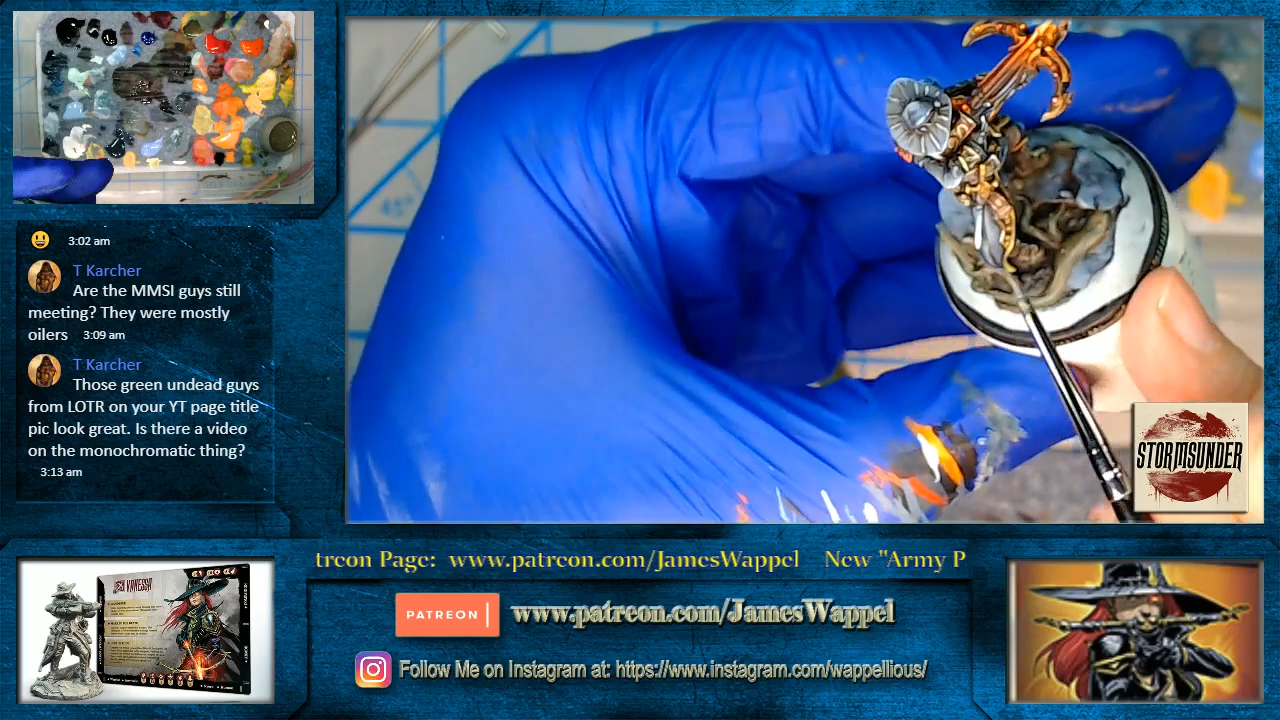 3:02 am
T Karcher
Are the MMSI guys still
meeting? They were mostly
oilers 3:09 am
T Karcher
Those green undead guys
from LOTR on your YT page title
pic look great. Is there a video
on the monochromatic thing?
3:13 am
STORMSUNDER
VANESSA
treon Page: www.patreon.com/JamesWappel New "Army P
PATREON
www.patreon.com/JamesWappel
Follow Me on Instagram at: https://www.instagram.com/wappellious/